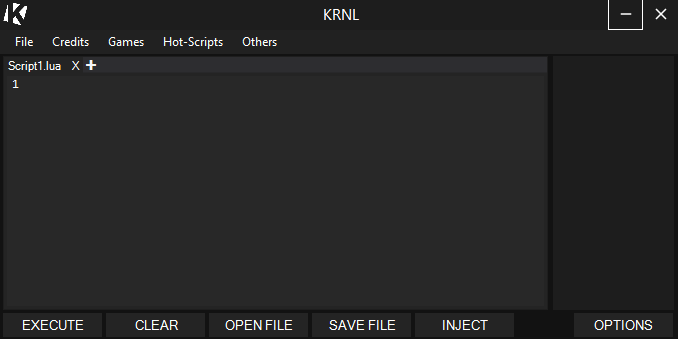 KRNL
File Credits Games Hot-Scripts Others
Script1.lua X +
1
EXECUTE CLEAR OPEN FILE SAVE FILE INJECT OPTIONS